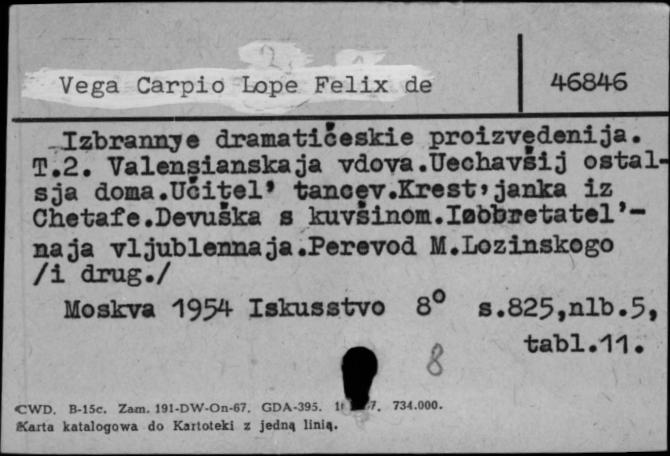 Vega Carpio Lope Felix de
46846
Izbrannye dramatičeskie proizvedenija.
T.2. Valensianskaja vdova.Uechavšij ostal-
sja doma.Učitel' tancev.Krest'janka iz
Chetafe.Devuška s kuvšinom.Izobbretatel'-
naja vljublennaja.Perevod M.Lozinskogo
/i drug./
Moskva 1954 Iskusstvo 8° s.825,nlb.5,
tabl.11.
8
CWD. B-15c. Zam. 191-DW-On-67. GDA-395. 734.000.
Karta katalogowa do Kartoteki z jedną linią.